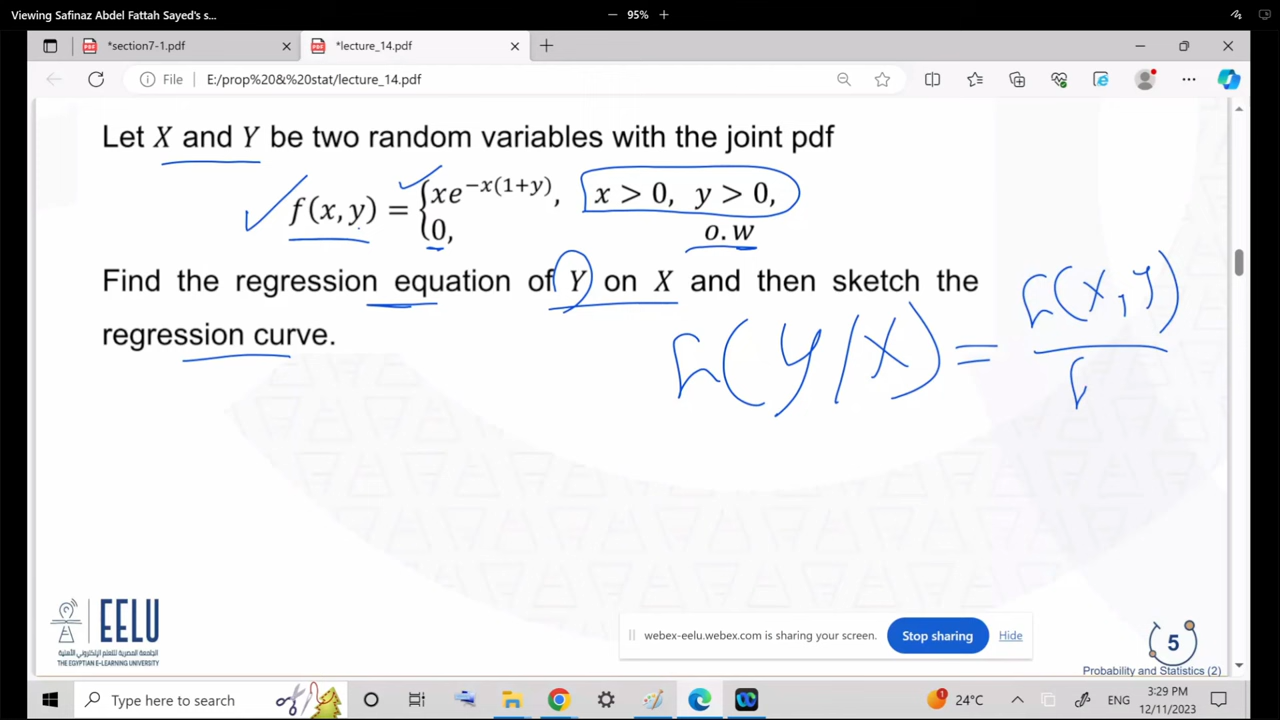 Viewing Safinaz Abdel Fattah Sayed's s...
95%
*section7-1.pdf
*lecture_14.pdf
File
E:/prop%20&%20stat/lecture_14.pdf
Let X and Y be two random variables with the joint pdf
f(x, y) = {xe^{−x(1+y)}, x > 0, y > 0,
0, o.w
Find the regression equation of Y on X and then sketch the
regression curve.
f(y/x) = f(x,y)
f
EELU
الجامعة المصرية للتعلم الإلكتروني الأهلية
THE EGYPTIAN E-LEARNING UNIVERSITY
webex-eelu.webex.com is sharing your screen.
Stop sharing
Hide
5
Probability and Statistics (2)
Type here to search
1
24°C
ENG
3:29 PM
12/11/2023